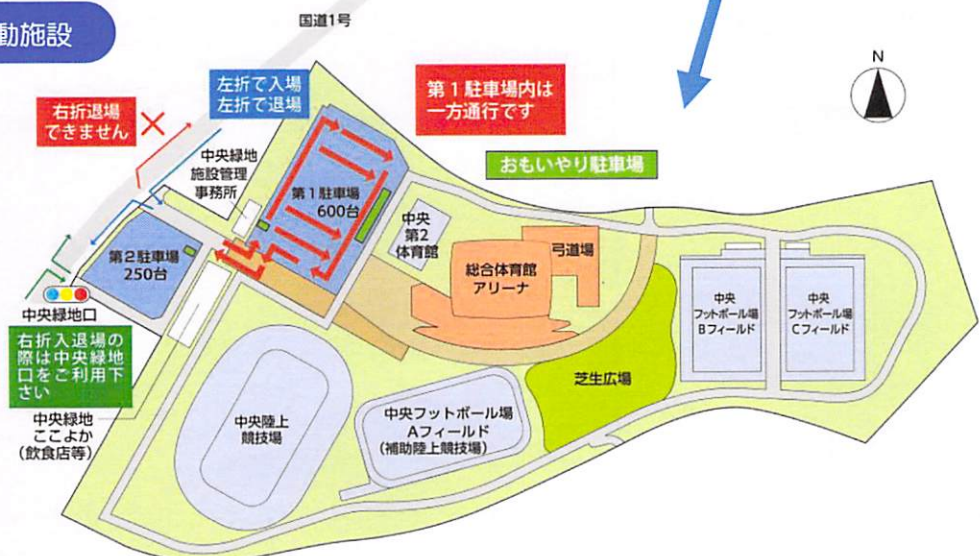 動施設
国道1号
N
右折退場
できません
左折で入場
左折で退場
第1駐車場内は
一方通行です
おもいやり駐車場
中央緑地
施設管理
事務所
第1駐車場
600台
中央
第2
体育館
弓道場
総合体育館
アリーナ
第2駐車場
250台
中央緑地口
右折入退場の
際は中央緑地
口をご利用下
さい
中央緑地
ここよか
(飲食店等)
中央陸上
競技場
中央フットボール場
Aフィールド
(補助陸上競技場)
芝生広場
中央
フットボール場
Bフィールド
中央
フットボール場
Cフィールド